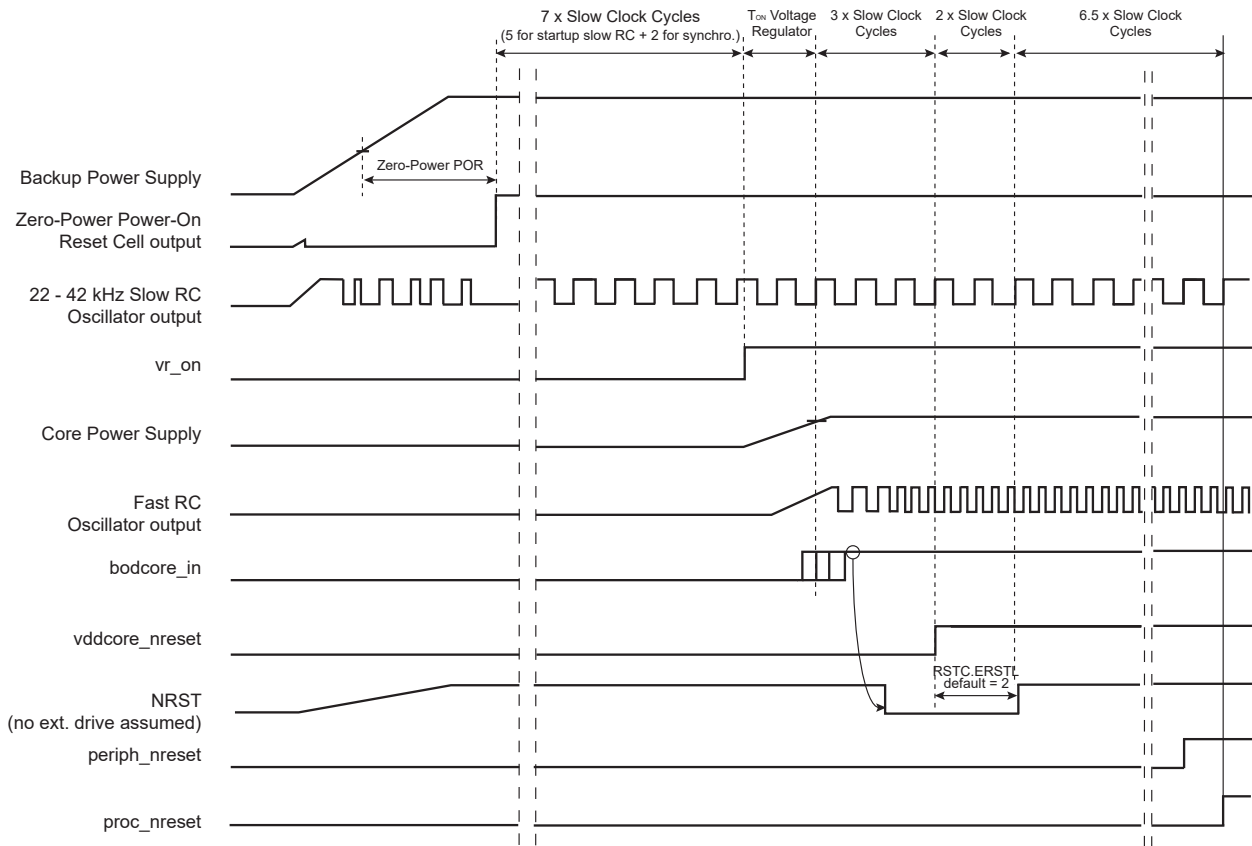 7 x Slow Clock Cycles
(5 for startup slow RC + 2 for synchro.)
TON Voltage
Regulator
3 x Slow Clock
Cycles
2 x Slow Clock
Cycles
6.5 x Slow Clock
Cycles
Zero-Power POR
Backup Power Supply
Zero-Power Power-On
Reset Cell output
22 - 42 kHz Slow RC
Oscillator output
vr_on
Core Power Supply
Fast RC
Oscillator output
bodcore_in
vddcore_nreset
RSTC.ERSTL
default = 2
NRST
(no ext. drive assumed)
periph_nreset
proc_nreset